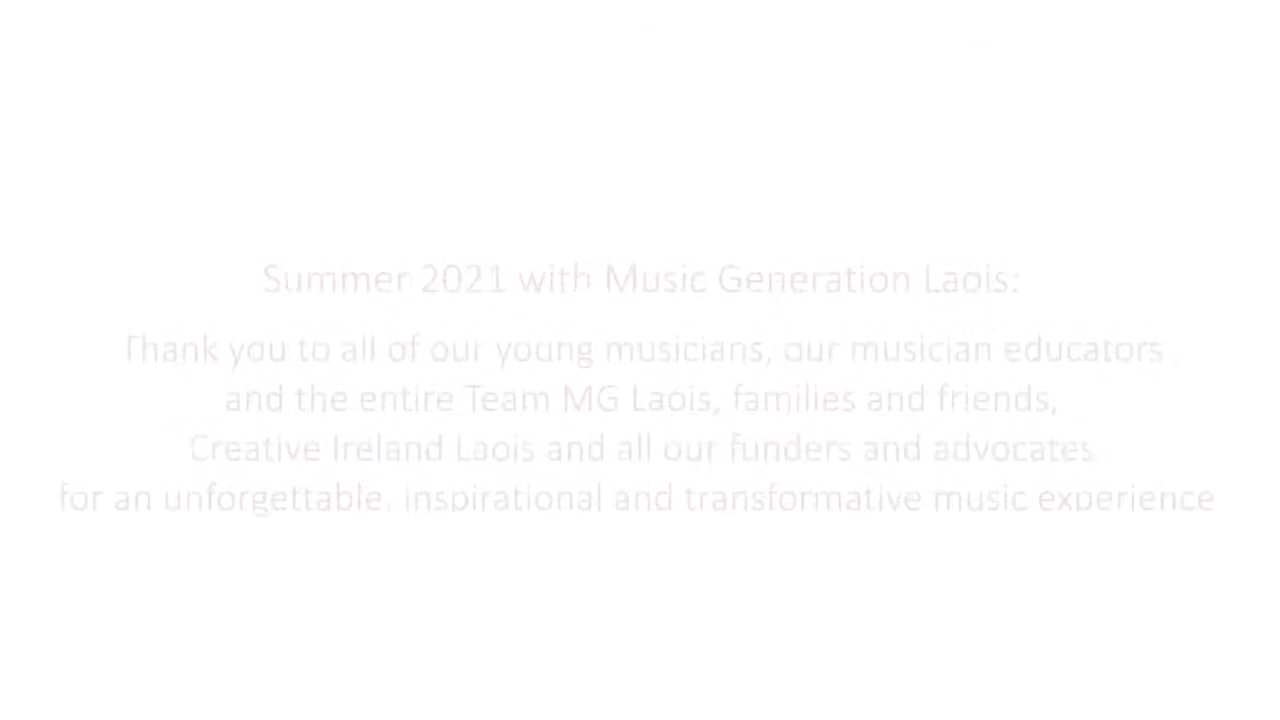 Summer 2021 with Music Generation Laois:
Thank you to all of our young musicians, our musician educators
and the entire Team MG Laois, families and friends,
Creative Ireland Laois and all our funders and advocates
for an unforgettable, inspirational and transformative music experience